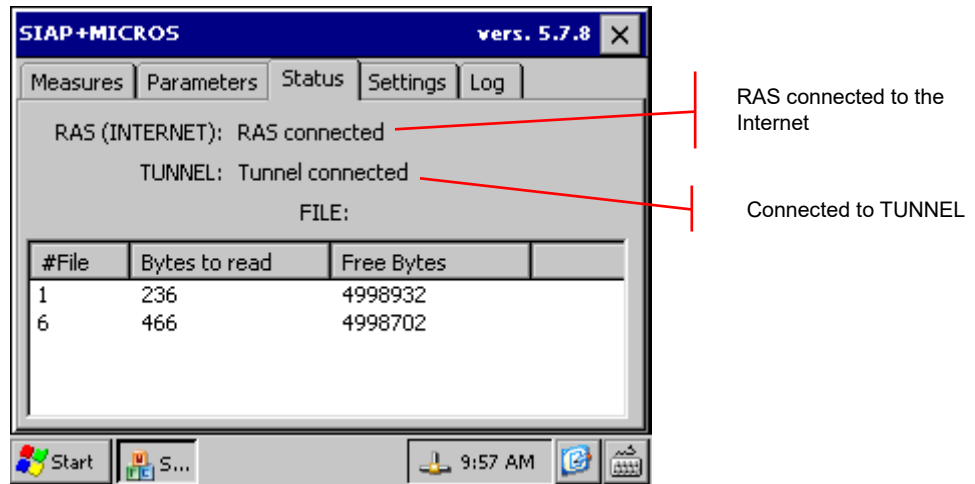 SIAP+MICROS vers. 5.7.8
Measures Parameters Status Settings Log
RAS (INTERNET): RAS connected
TUNNEL: Tunnel connected
FILE:
#File Bytes to read Free Bytes
1 236 4998932
6 466 4998702
Start S... 9:57 AM
RAS connected to the
Internet
Connected to TUNNEL